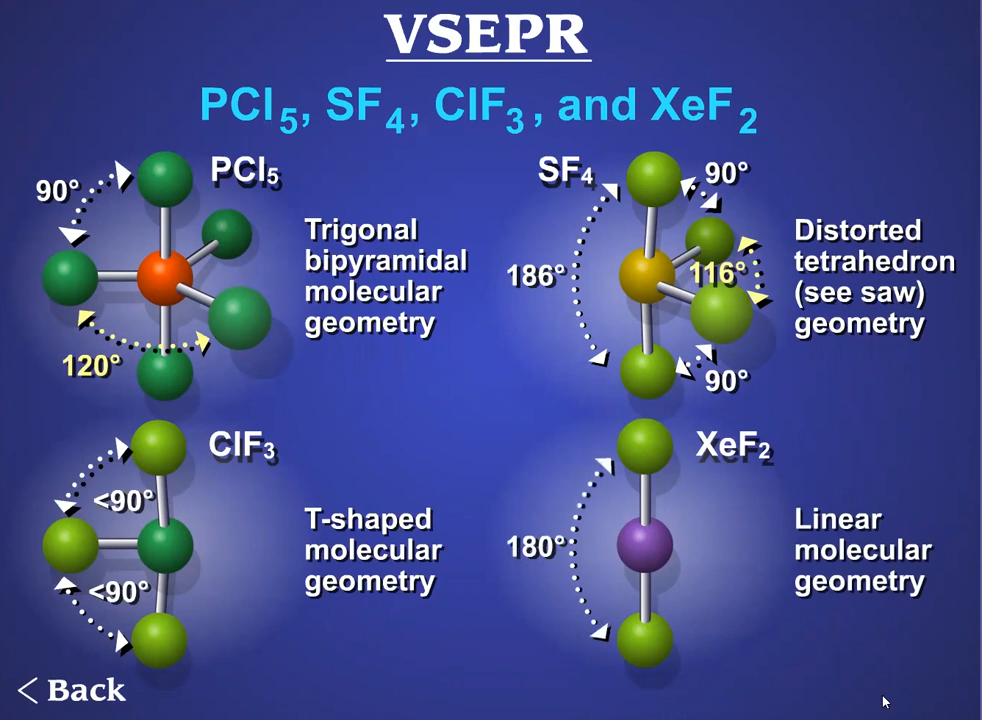 VSEPR
PCl5, SF4, ClF3, and XeF2
90°
PCl5
Trigonal
bipyramidal
molecular
geometry
120°
SF4
90°
186°
116°
Distorted
tetrahedron
(see saw)
geometry
90°
ClF3
<90°
<90°
T-shaped
molecular
geometry
XeF2
180°
Linear
molecular
geometry
< Back